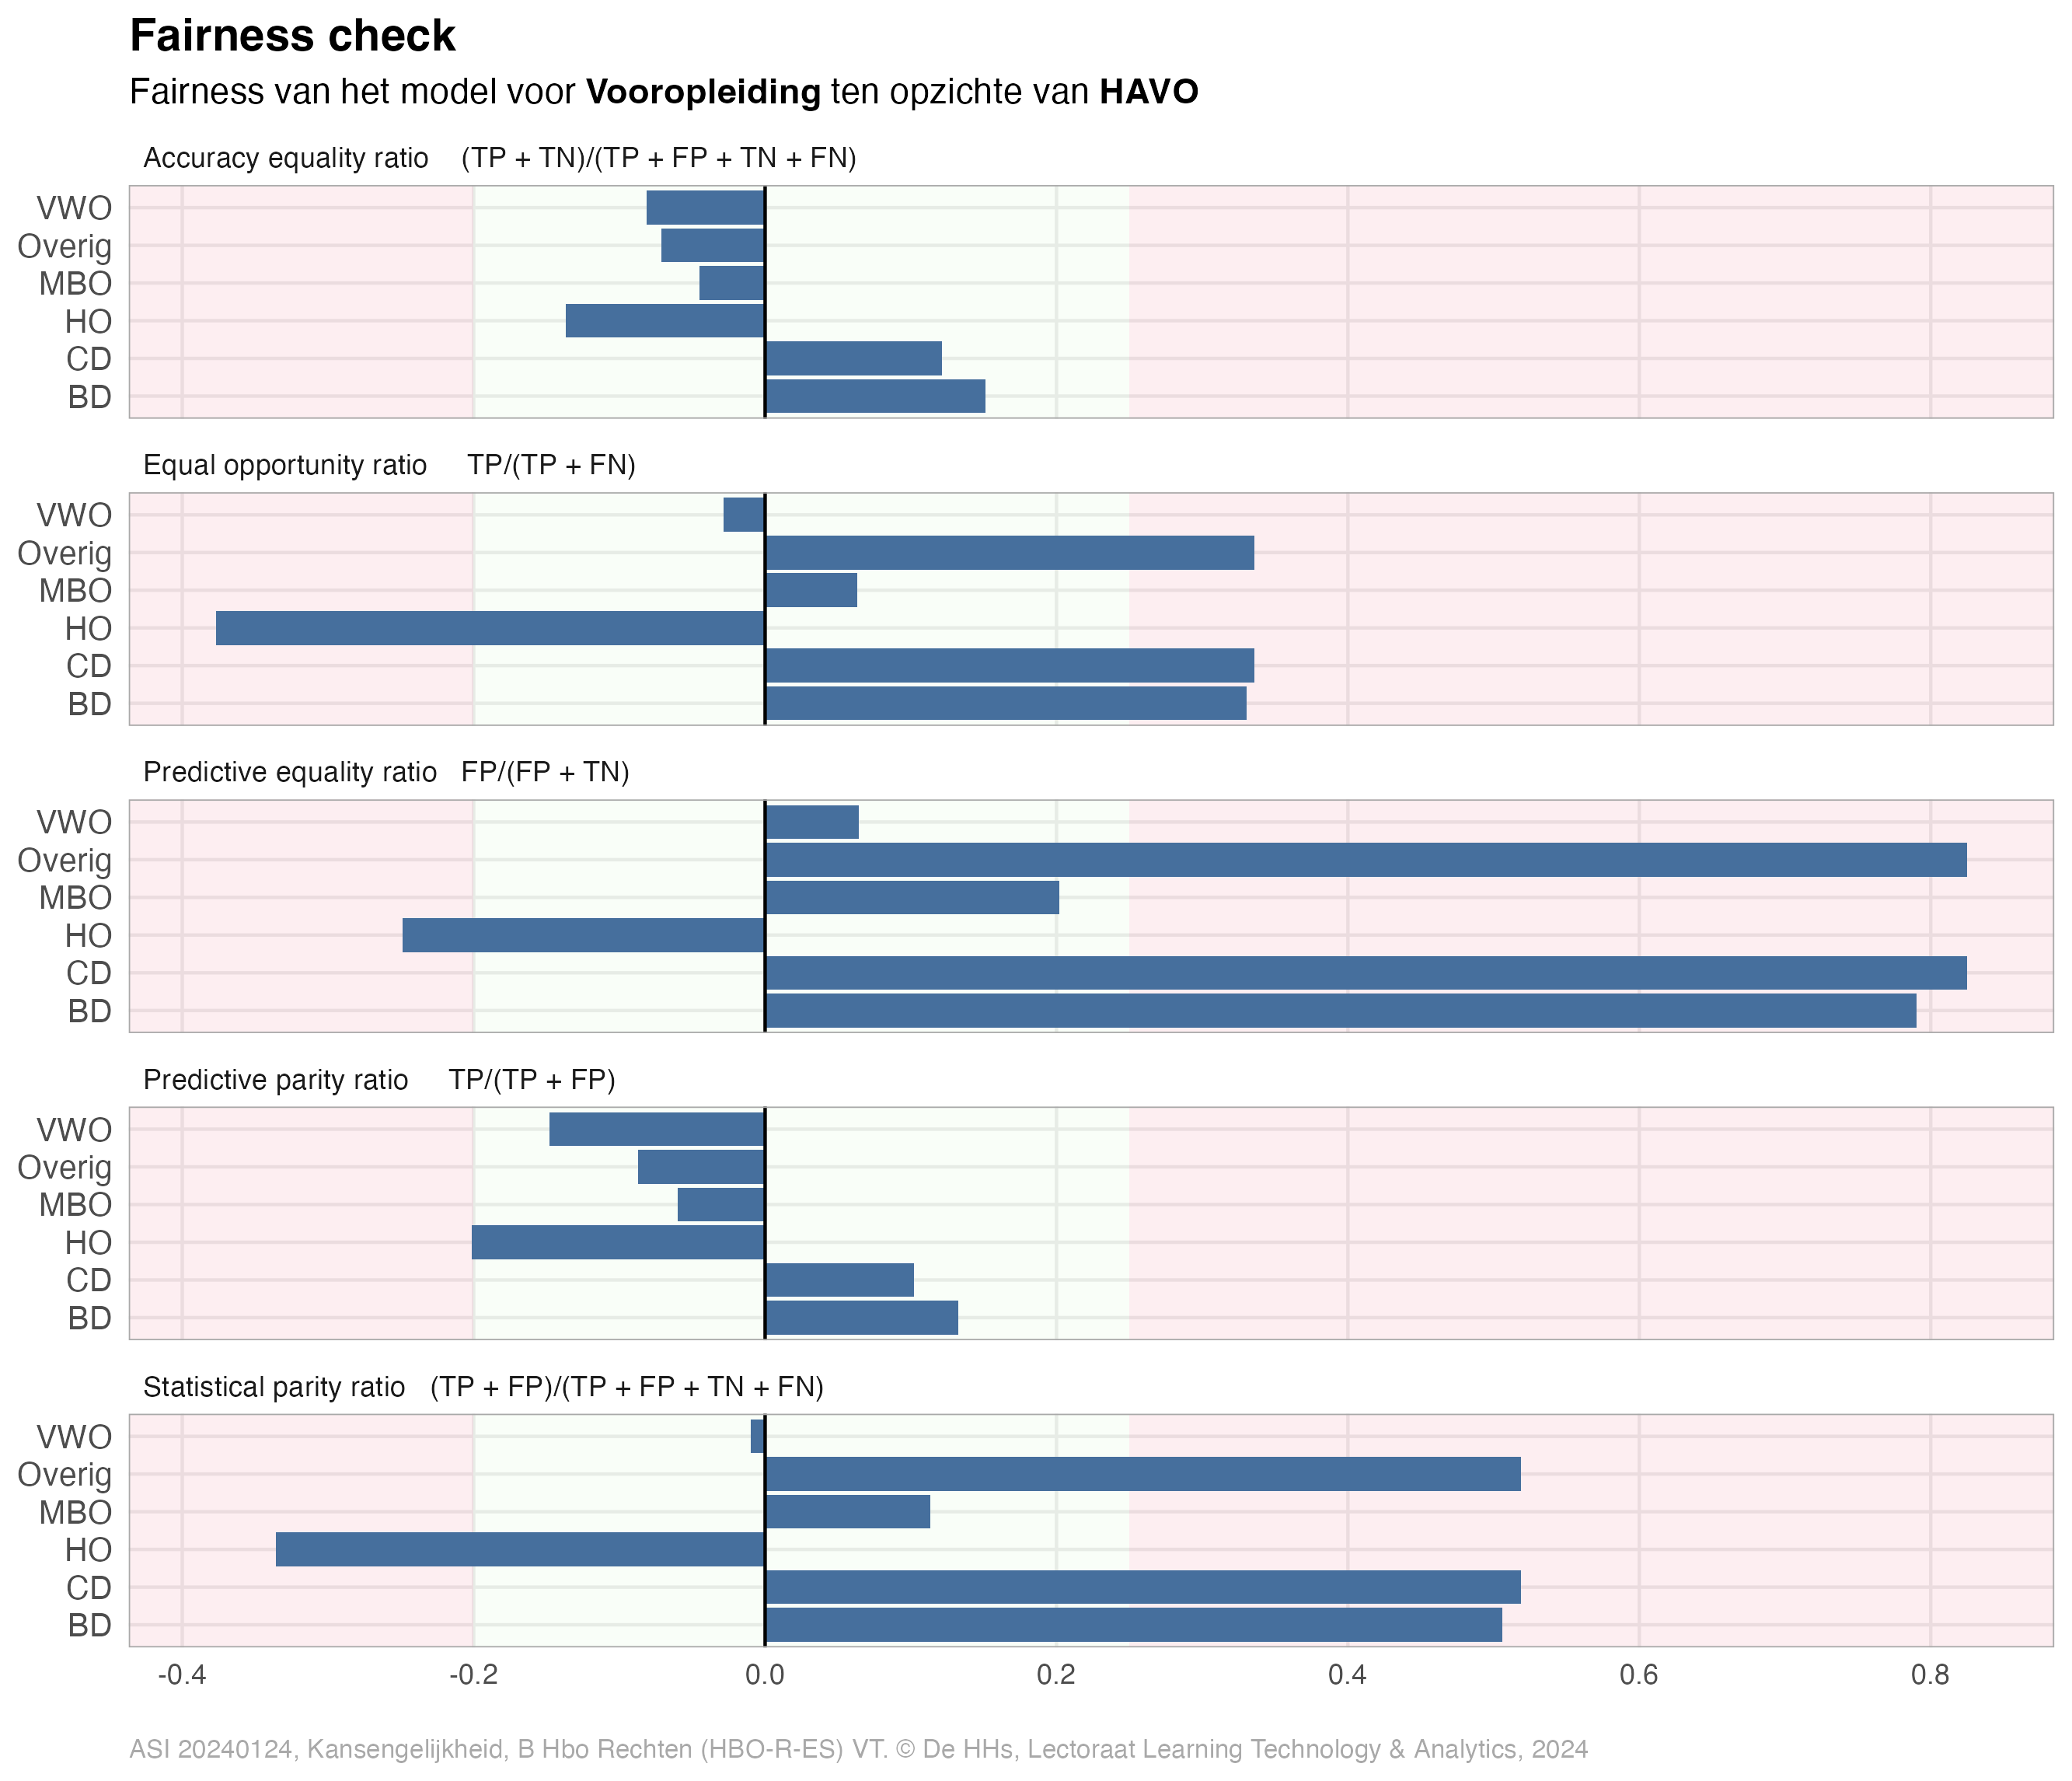 Fairness check
Fairness van het model voor Vooropleiding ten opzichte van HAVO
Accuracy equality ratio (TP + TN)/(TP + FP + TN + FN)
VWO
Overig
MBO
HO
CD
BD
Equal opportunity ratio TP/(TP + FN)
VWO
Overig
MBO
HO
CD
BD
Predictive equality ratio FP/(FP + TN)
VWO
Overig
MBO
HO
CD
BD
Predictive parity ratio TP/(TP + FP)
VWO
Overig
MBO
HO
CD
BD
Statistical parity ratio (TP + FP)/(TP + FP + TN + FN)
VWO
Overig
MBO
HO
CD
BD
-0.4 -0.2 0.0 0.2 0.4 0.6 0.8
ASI 20240124, Kansengelijkheid, B Hbo Rechten (HBO-R-ES) VT. © De HHs, Lectoraat Learning Technology & Analytics, 2024